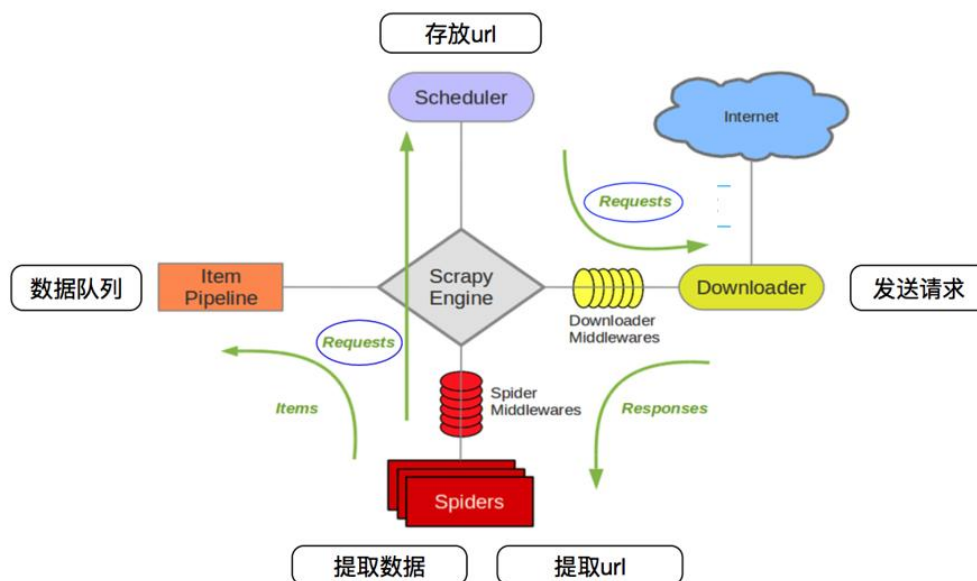 存放url
Scheduler
Internet
Requests
数据队列
Item
Pipeline
Scrapy
Engine
Downloader
发送请求
Downloader
Middlewares
Requests
Items
Spider
Middlewares
Responses
Spiders
提取数据
提取url